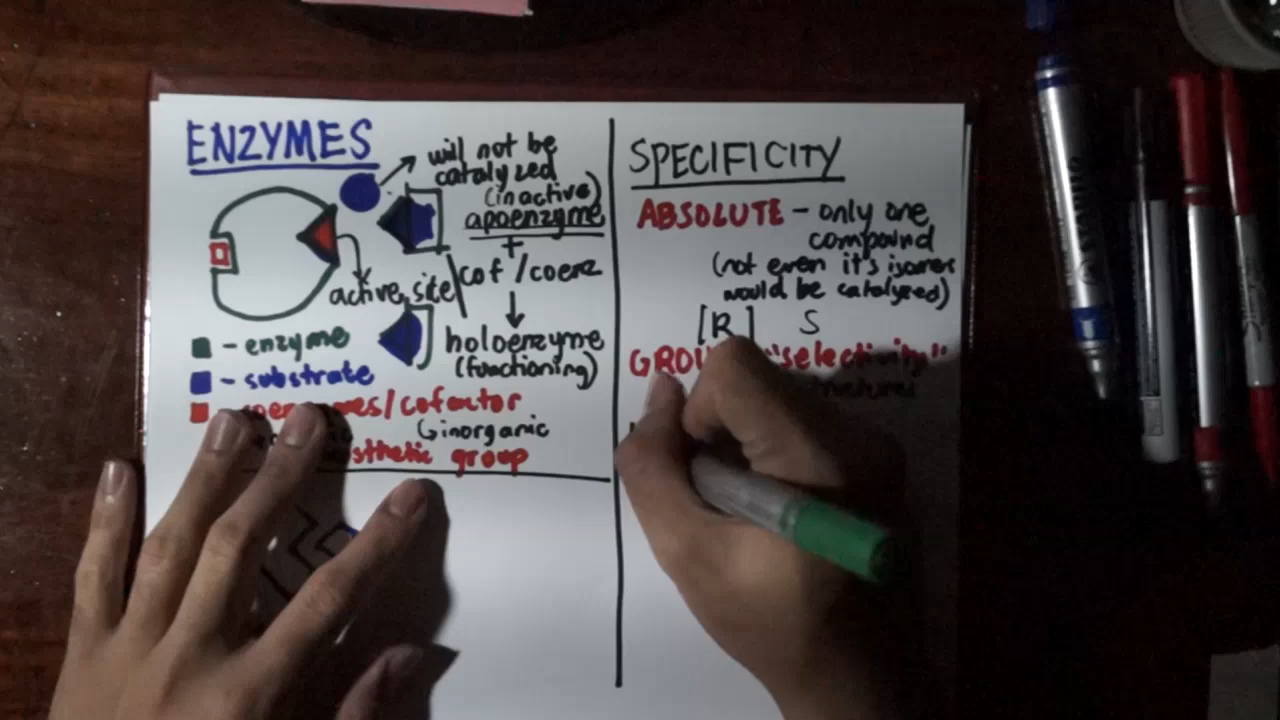 ENZYMES
will not be
catalyzed
(inactive)
apoenzyme
+
cof/coenz
active site
holoenzyme
(functioning)
- enzyme
- substrate
/cofactor
inorganic
group
SPECIFICITY
ABSOLUTE - only one
compound
(not even it's isomer
would be catalyzed)
[R] S
"selectivity"